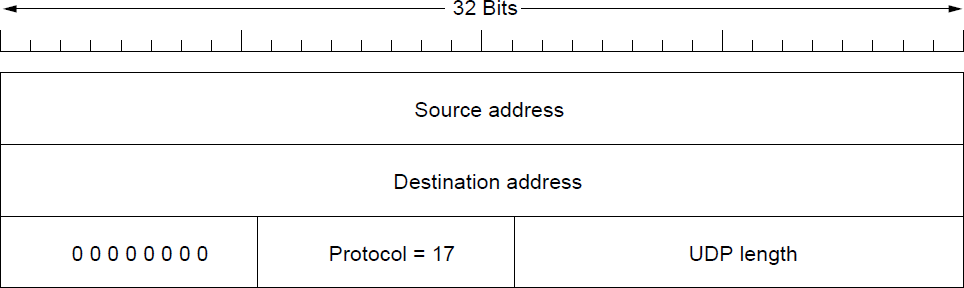 32 Bits
Source address
Destination address
0 0 0 0 0 0 0 0 Protocol = 17 UDP length